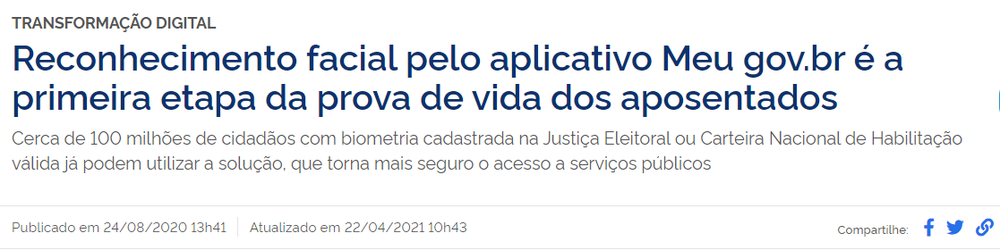 TRANSFORMAÇÃO DIGITAL
Reconhecimento facial pelo aplicativo Meu gov.br é a
primeira etapa da prova de vida dos aposentados
Cerca de 100 milhões de cidadãos com biometria cadastrada na Justiça Eleitoral ou Carteira Nacional de Habilitação
válida já podem utilizar a solução, que torna mais seguro o acesso a serviços públicos
Publicado em 24/08/2020 13h41 Atualizado em 22/04/2021 10h43 Compartilhe: